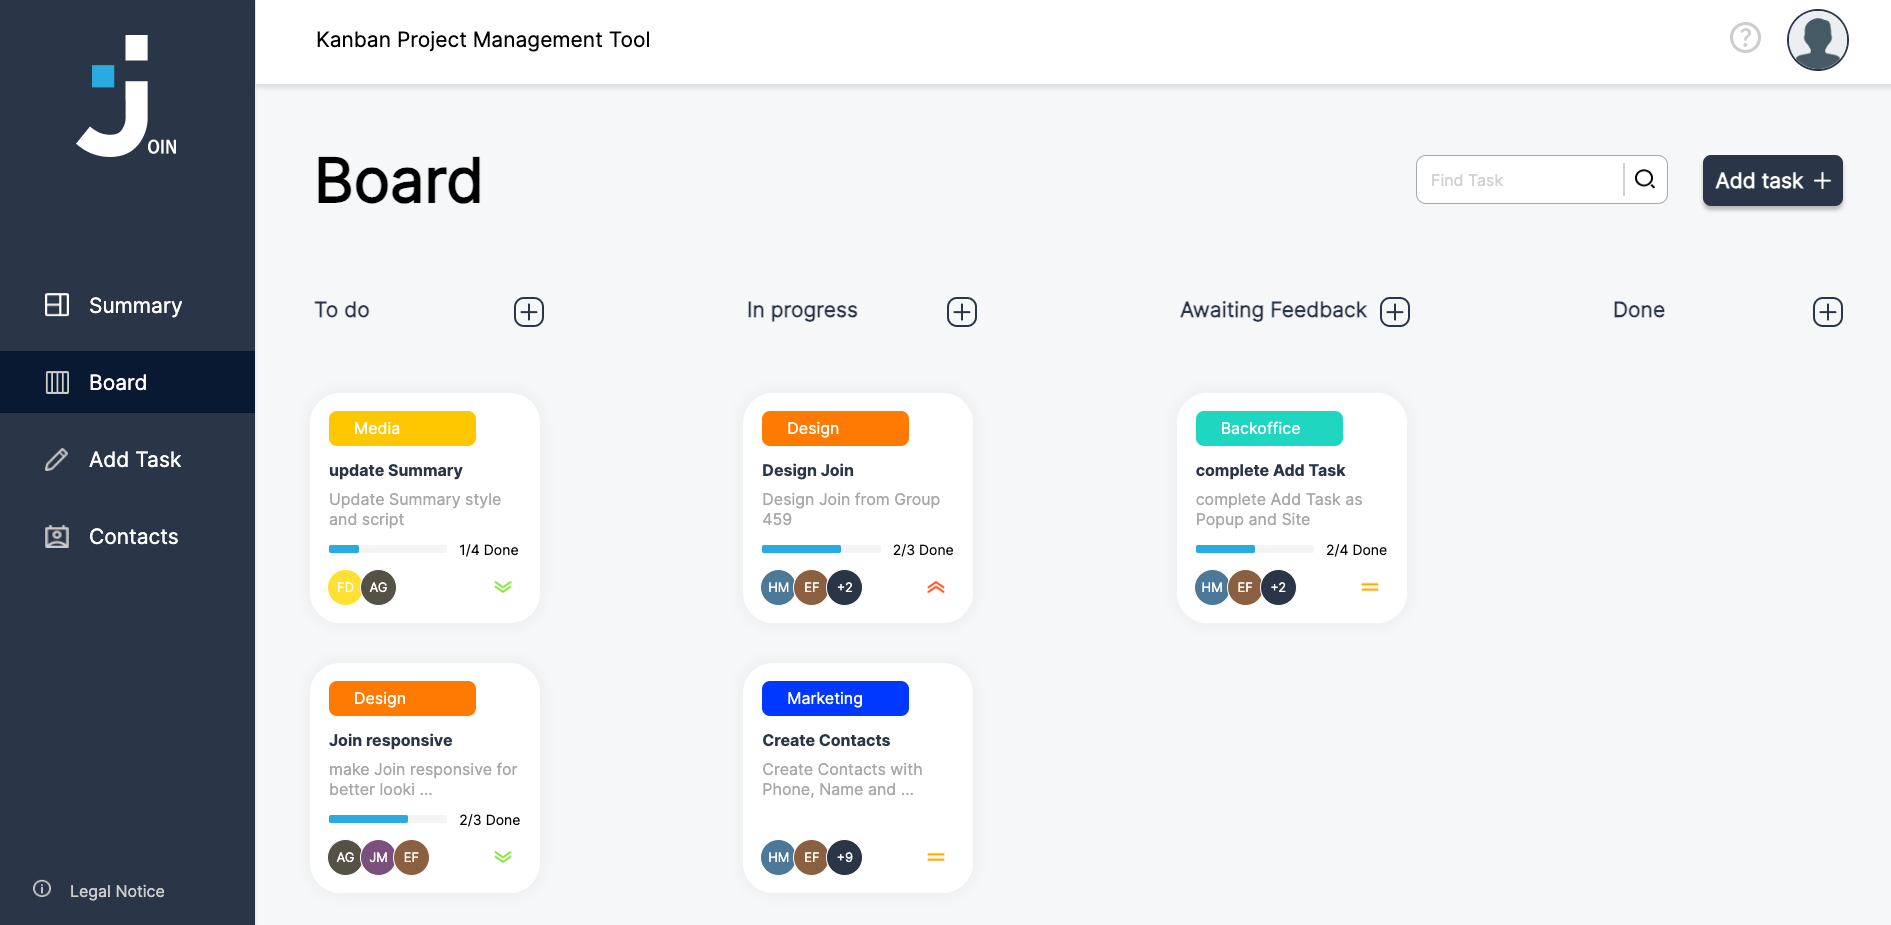 OIN
Kanban Project Management Tool
?
Summary
Board
Add Task
Contacts
Legal Notice
Board
Find Task
Add task
To do
In progress
Awaiting Feedback
Done
Media
update Summary
Update Summary style
and script
1/4 Done
FD
AG
Design
Join responsive
make Join responsive for
better looki ...
2/3 Done
AG
JM
EF
Design
Design Join
Design Join from Group
459
2/3 Done
HM
EF
+2
Marketing
Create Contacts
Create Contacts with
Phone, Name and ...
HM
EF
+9
Backoffice
complete Add Task
complete Add Task as
Popup and Site
2/4 Done
HM
EF
+2